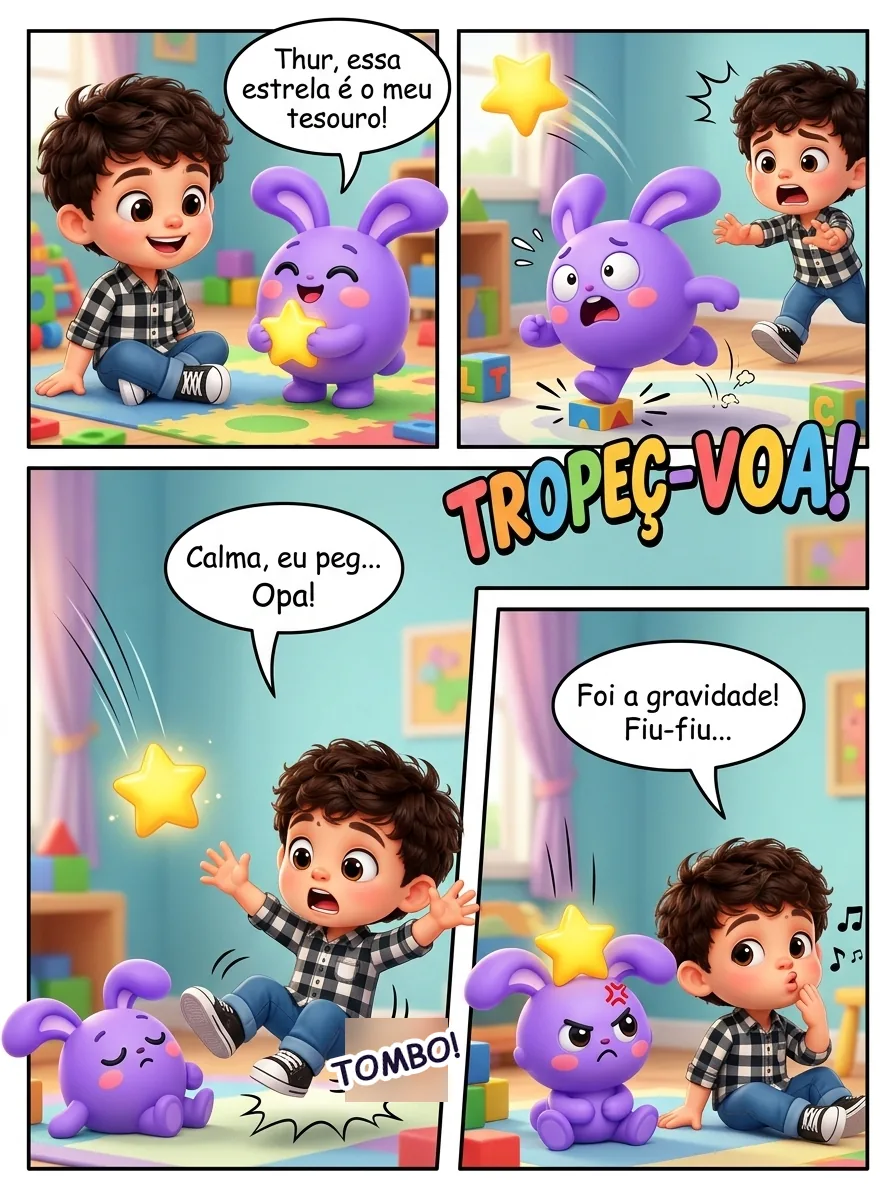 Thur, essa
estrela é o meu
tesouro!
L T
C
TROPEÇ-VOA!
Calma, eu peg...
Opa!
TOMBO!
Foi a gravidade!
Fiu-fiu...